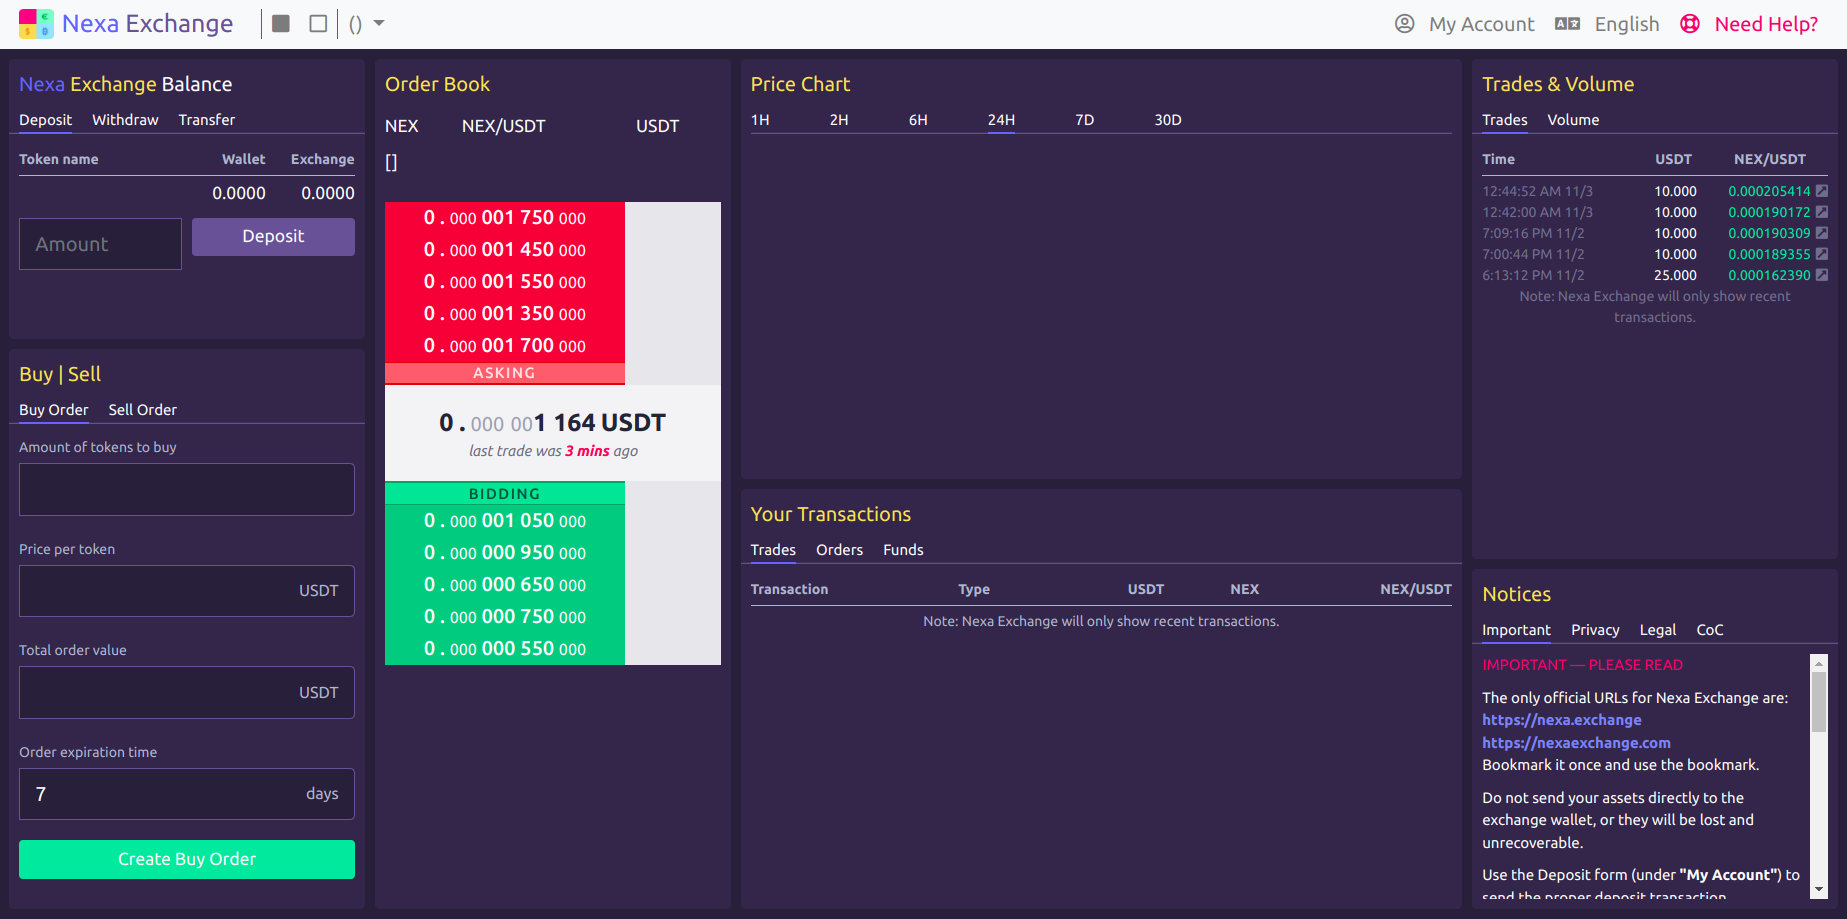 Nexa Exchange
()
My Account
English
Need Help?
Nexa Exchange Balance
Deposit Withdraw Transfer
Token name Wallet Exchange
0.0000 0.0000
Amount Deposit
Buy | Sell
Buy Order Sell Order
Amount of tokens to buy
Price per token
USDT
Total order value
USDT
Order expiration time
7 days
Create Buy Order
Order Book
NEX NEX/USDT USDT
[]
0 . 000 001 750 000
0 . 000 001 450 000
0 . 000 001 550 000
0 . 000 001 350 000
0 . 000 001 700 000
ASKING
0 . 000 001 164 USDT
last trade was 3 mins ago
BIDDING
0 . 000 001 050 000
0 . 000 000 950 000
0 . 000 000 650 000
0 . 000 000 750 000
0 . 000 000 550 000
Price Chart
1H 2H 6H 24H 7D 30D
Your Transactions
Trades Orders Funds
Transaction Type USDT NEX NEX/USDT
Note: Nexa Exchange will only show recent transactions.
Trades & Volume
Trades Volume
Time USDT NEX/USDT
12:44:52 AM 11/3 10.000 0.000205414
12:42:00 AM 11/3 10.000 0.000190172
7:09:16 PM 11/2 10.000 0.000190309
7:00:44 PM 11/2 10.000 0.000189355
6:13:12 PM 11/2 25.000 0.000162390
Note: Nexa Exchange will only show recent
transactions.
Notices
Important Privacy Legal CoC
IMPORTANT — PLEASE READ
The only official URLs for Nexa Exchange are:
https://nexa.exchange
https://nexaexchange.com
Bookmark it once and use the bookmark.
Do not send your assets directly to the
exchange wallet, or they will be lost and
unrecoverable.
Use the Deposit form (under "My Account") to
send the proper deposit transaction